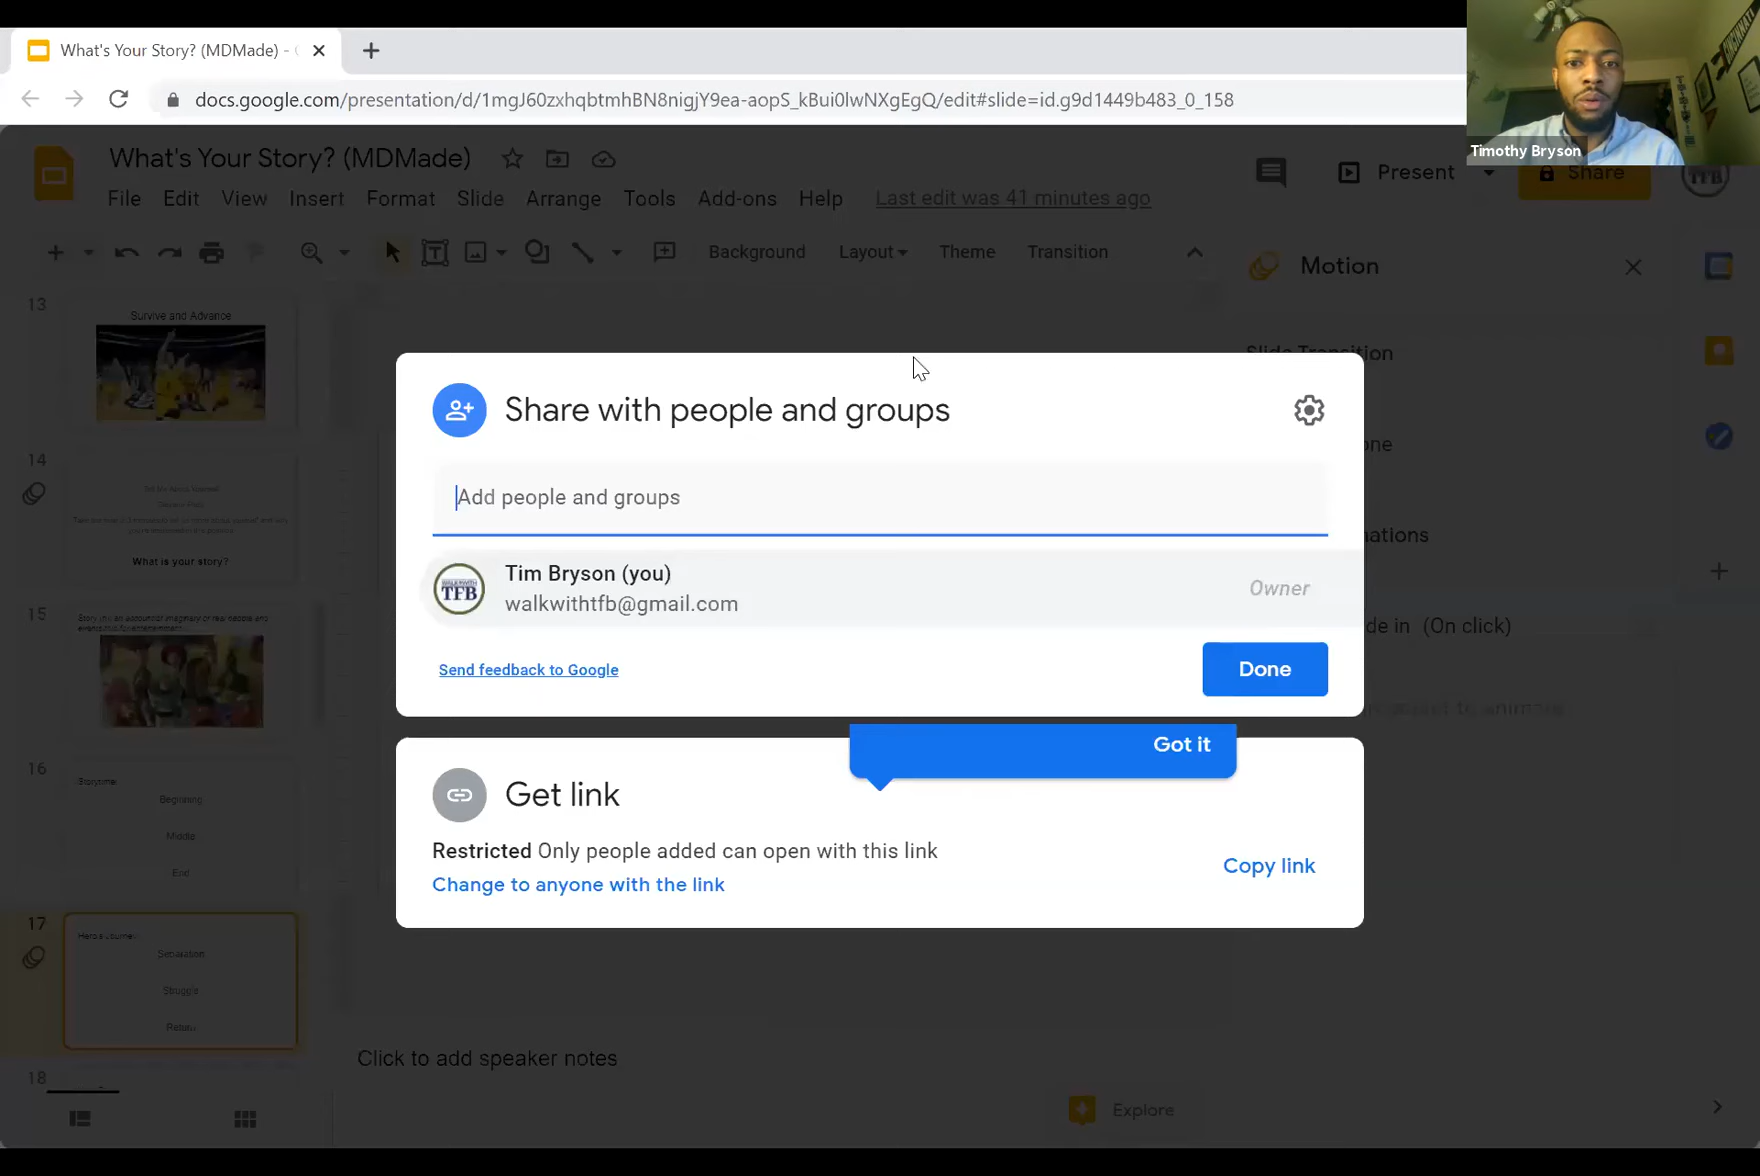 What's Your Story? (MDMade) -
docs.google.com/presentation/d/1mgJ60zxhqbtmhBN8nigjY9ea-aopS_kBui0lwNXgEgQ/edit#slide=id.g9d1449b483_0_158
Timothy Bryson
What's Your Story? (MDMade)
Present
Share
File Edit View Insert Format Slide Arrange Tools Add-ons Help Last edit was 41 minutes ago
Background Layout Theme Transition
Motion
13
Survive and Advance
Slide Transition
Share with people and groups
Add people and groups
Tim Bryson (you)
walkwithtfb@gmail.com
TFB
Owner
Send feedback to Google
Done
Got it
Get link
Restricted Only people added can open with this link
Change to anyone with the link
Copy link
(On click)
14
What is your story?
15
16
Storytime
Beginning
Middle
End
17
Separation
Struggle
Return
18
Click to add speaker notes
Explore